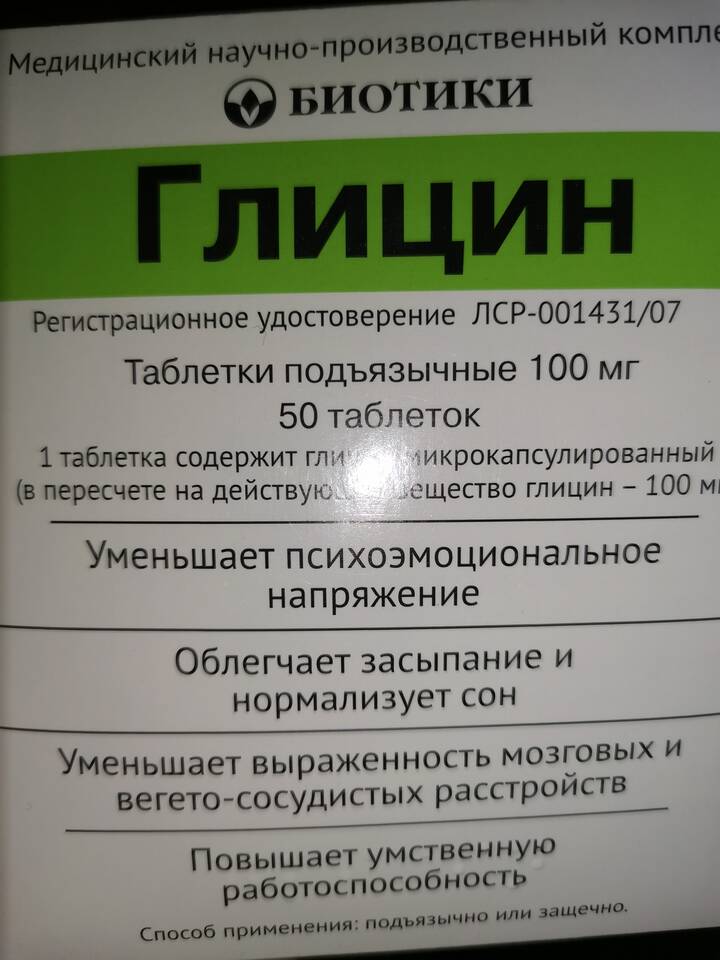 Медицинский научно-производственный компле
БИОТИКИ
Глицин
Регистрационное удостоверение ЛСР-001431/07
Таблетки подъязычные 100 мг
50 таблеток
1 таблетка содержит микрокапсулированный
(в пересчете на вещество глицин – 100 мг
Уменьшает психоэмоциональное
напряжение
Облегчает засыпание и
нормализует сон
Уменьшает выраженность мозговых и
вегето-сосудистых расстройств
Повышает умственную
работоспособность
Способ применения: подъязычно или защечно.